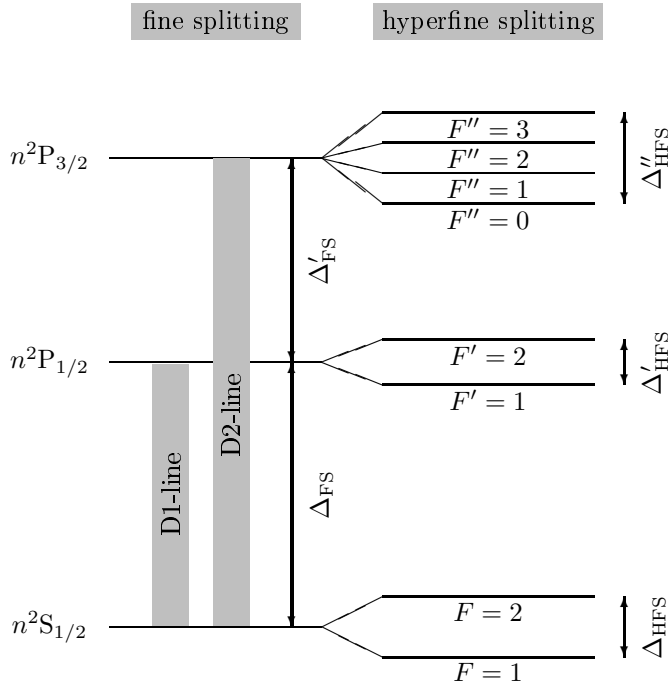 fine splitting
hyperfine splitting
n²P₃/₂
F′′ = 3
F′′ = 2
F′′ = 1
F′′ = 0
Δ′′HFS
Δ′FS
n²P₁/₂
F′ = 2
F′ = 1
Δ′HFS
D1-line
D2-line
ΔFS
n²S₁/₂
F = 2
F = 1
ΔHFS